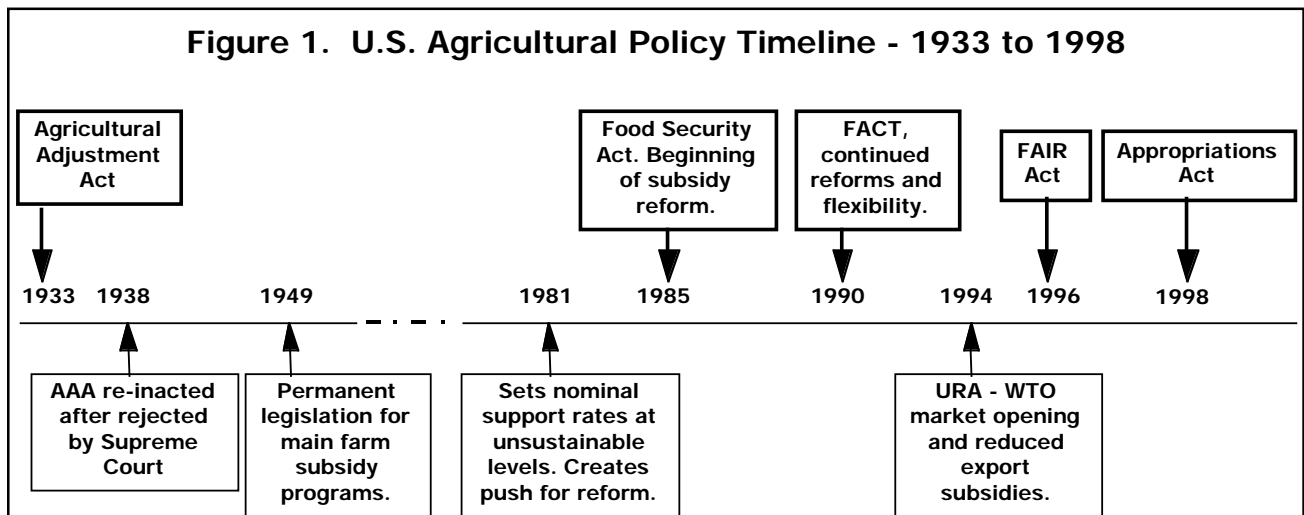 Figure 1. U.S. Agricultural Policy Timeline - 1933 to 1998
Agricultural
Adjustment
Act
Food Security
Act. Beginning
of subsidy
reform.
FACT,
continued
reforms and
flexibility.
FAIR
Act
Appropriations
Act
1933 1938 1949 1981 1985 1990 1994 1996 1998
AAA re-inacted
after rejected
by Supreme
Court
Permanent
legislation for
main farm
subsidy
programs.
Sets nominal
support rates at
unsustainable
levels. Creates
push for reform.
URA - WTO
market opening
and reduced
export
subsidies.